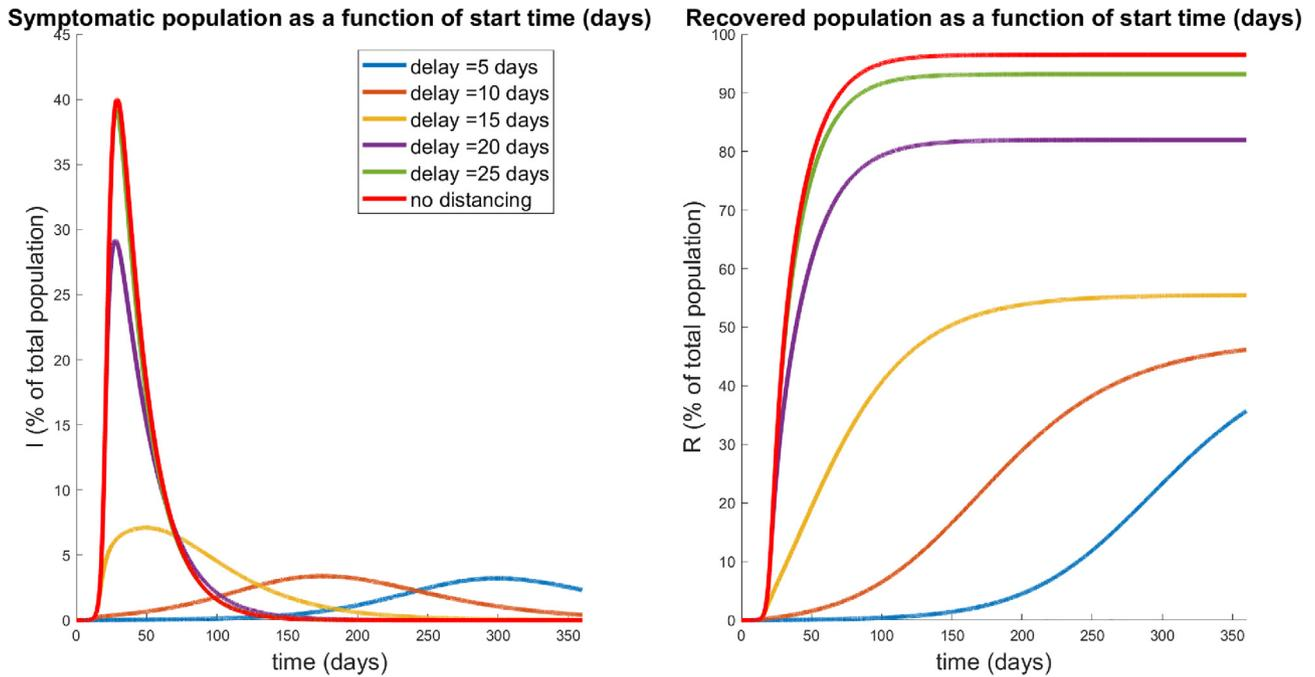 Symptomatic population as a function of start time (days)
45
40
35
30
25
20
15
10
5
0
I (% of total population)
0 50 100 150 200 250 300 350
time (days)
delay =5 days
delay =10 days
delay =15 days
delay =20 days
delay =25 days
no distancing
Recovered population as a function of start time (days)
100
90
80
70
60
50
40
30
20
10
0
R (% of total population)
0 50 100 150 200 250 300 350
time (days)